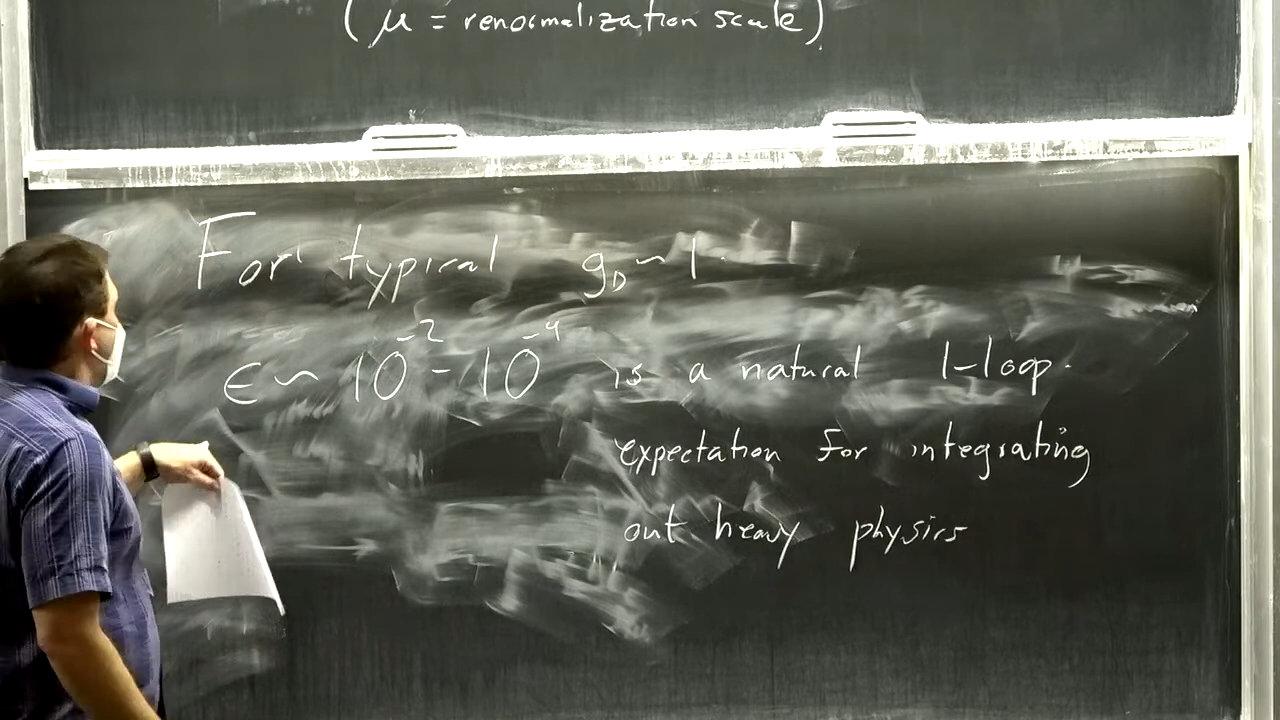 (μ = renormalization scale)
For typical g_D ~ 1.
ϵ ~ 10^-2 - 10^-4 is a natural 1-loop
expectation for integrating
out heavy physics